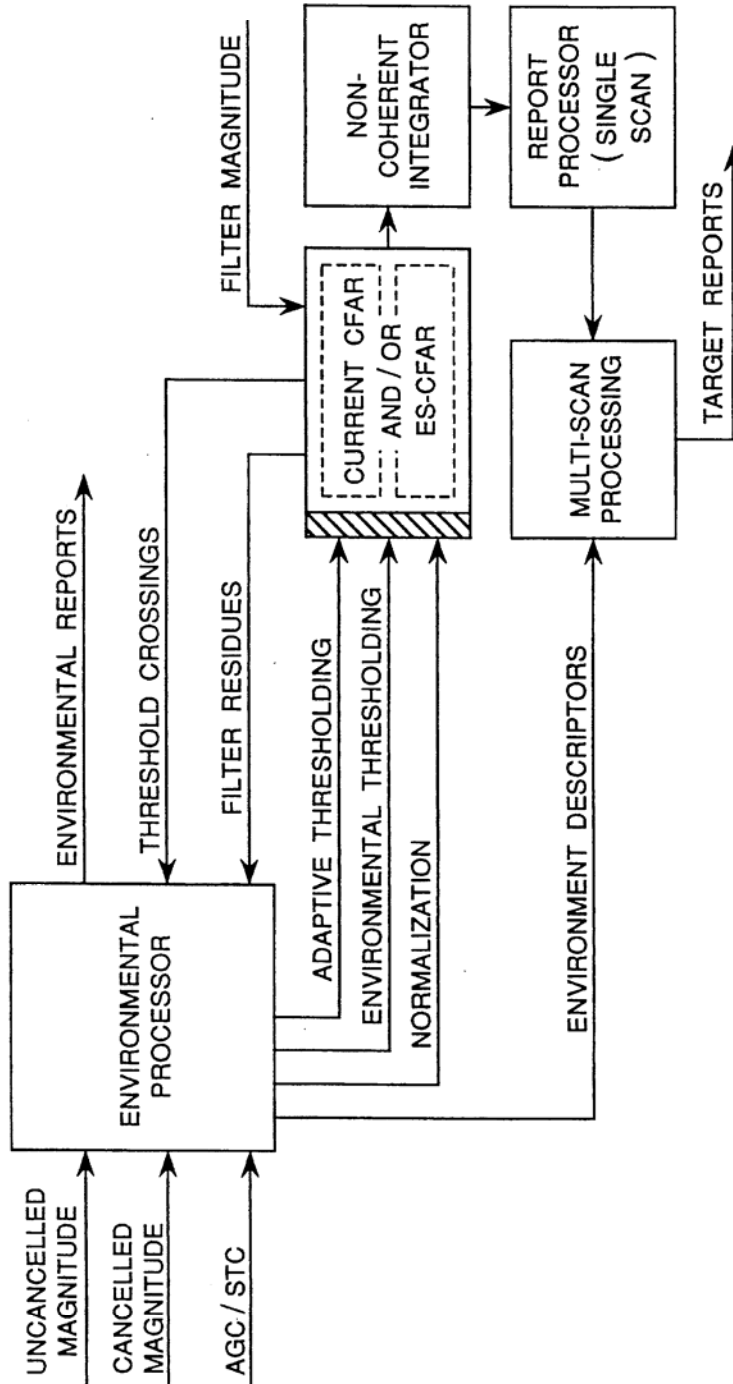 UNCANCELLED
MAGNITUDE
CANCELLED
MAGNITUDE
AGC/STC
ENVIRONMENTAL
PROCESSOR
ENVIRONMENTAL REPORTS
THRESHOLD CROSSINGS
FILTER RESIDUES
ADAPTIVE THRESHOLDING
ENVIRONMENTAL THRESHOLDING
NORMALIZATION
ENVIRONMENT DESCRIPTORS
FILTER MAGNITUDE
CURRENT CFAR
AND/OR
ES-CFAR
NON-
COHERENT
INTEGRATOR
REPORT
PROCESSOR
(SINGLE
SCAN)
MULTI-SCAN
PROCESSING
TARGET REPORTS